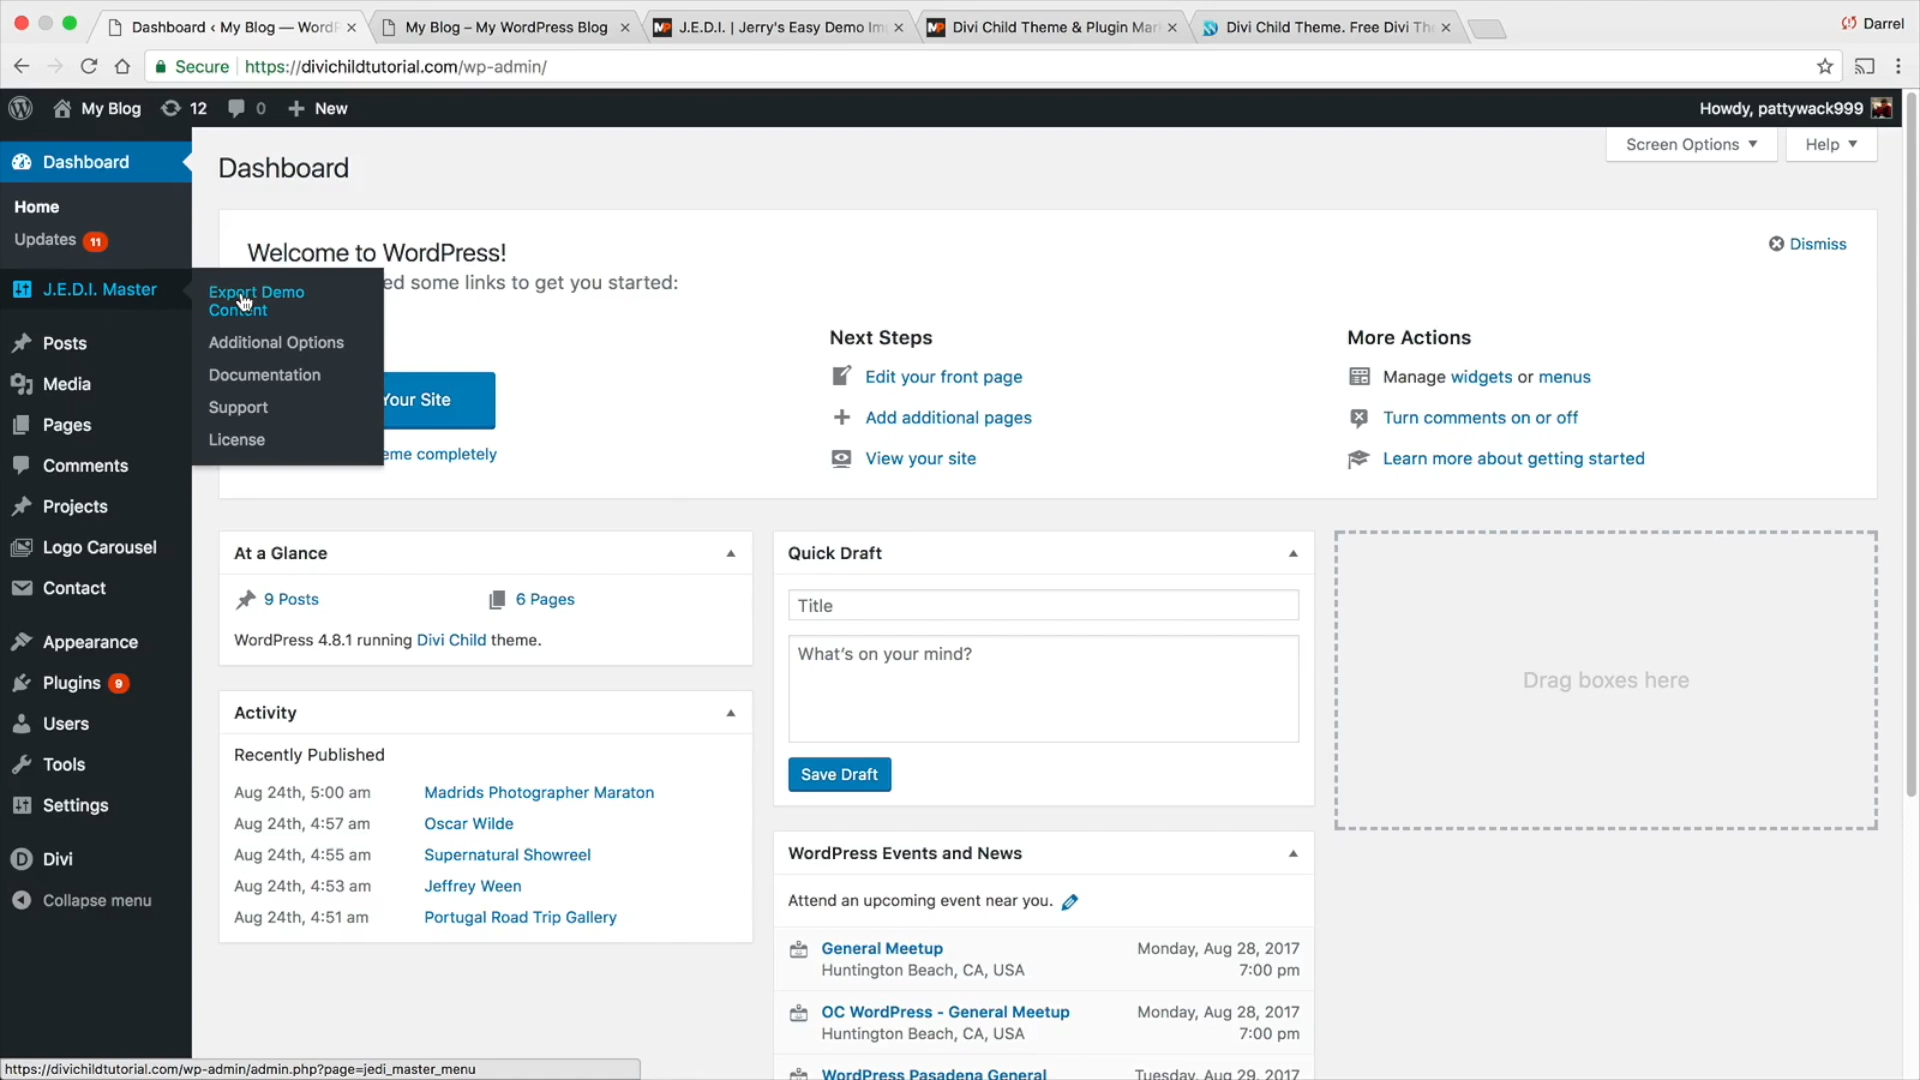 Dashboard ‹ My Blog — WordP
My Blog – My WordPress Blog
J.E.D.I. | Jerry's Easy Demo Im
Divi Child Theme & Plugin Mar
Divi Child Theme. Free Divi Th
Darrel
Secure | https://divichildtutorial.com/wp-admin/
My Blog
12
0
New
Howdy, pattywack999
Dashboard
Home
Updates 11
J.E.D.I. Master
Posts
Media
Pages
Comments
Projects
Logo Carousel
Contact
Appearance
Plugins 9
Users
Tools
Settings
Divi
Collapse menu
Export Demo
Content
Additional Options
Documentation
Support
License
Screen Options
Help
Dashboard
Welcome to WordPress!
Dismiss
ed some links to get you started:
Your Site
eme completely
Next Steps
Edit your front page
Add additional pages
View your site
More Actions
Manage widgets or menus
Turn comments on or off
Learn more about getting started
At a Glance
9 Posts
6 Pages
WordPress 4.8.1 running Divi Child theme.
Activity
Recently Published
Aug 24th, 5:00 am Madrids Photographer Maraton
Aug 24th, 4:57 am Oscar Wilde
Aug 24th, 4:55 am Supernatural Showreel
Aug 24th, 4:53 am Jeffrey Ween
Aug 24th, 4:51 am Portugal Road Trip Gallery
Quick Draft
Title
What's on your mind?
Save Draft
WordPress Events and News
Attend an upcoming event near you.
General Meetup Monday, Aug 28, 2017
Huntington Beach, CA, USA 7:00 pm
OC WordPress - General Meetup Monday, Aug 28, 2017
Huntington Beach, CA, USA 7:00 pm
WordPress Pasadena General Tuesday, Aug 29, 2017
Drag boxes here
https://divichildtutorial.com/wp-admin/admin.php?page=jedi_master_menu